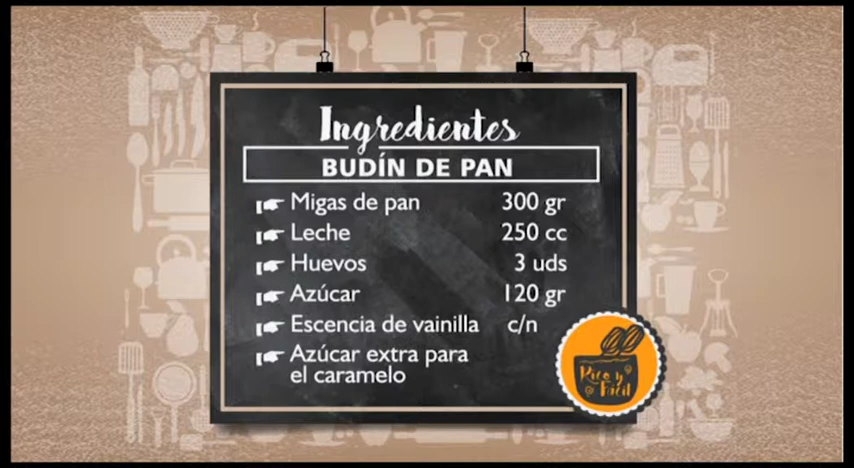 Ingredientes
BUDÍN DE PAN
Migas de pan 300 gr
Leche 250 cc
Huevos 3 uds
Azúcar 120 gr
Escencia de vainilla c/n
Azúcar extra para
el caramelo
Rico y
Fácil